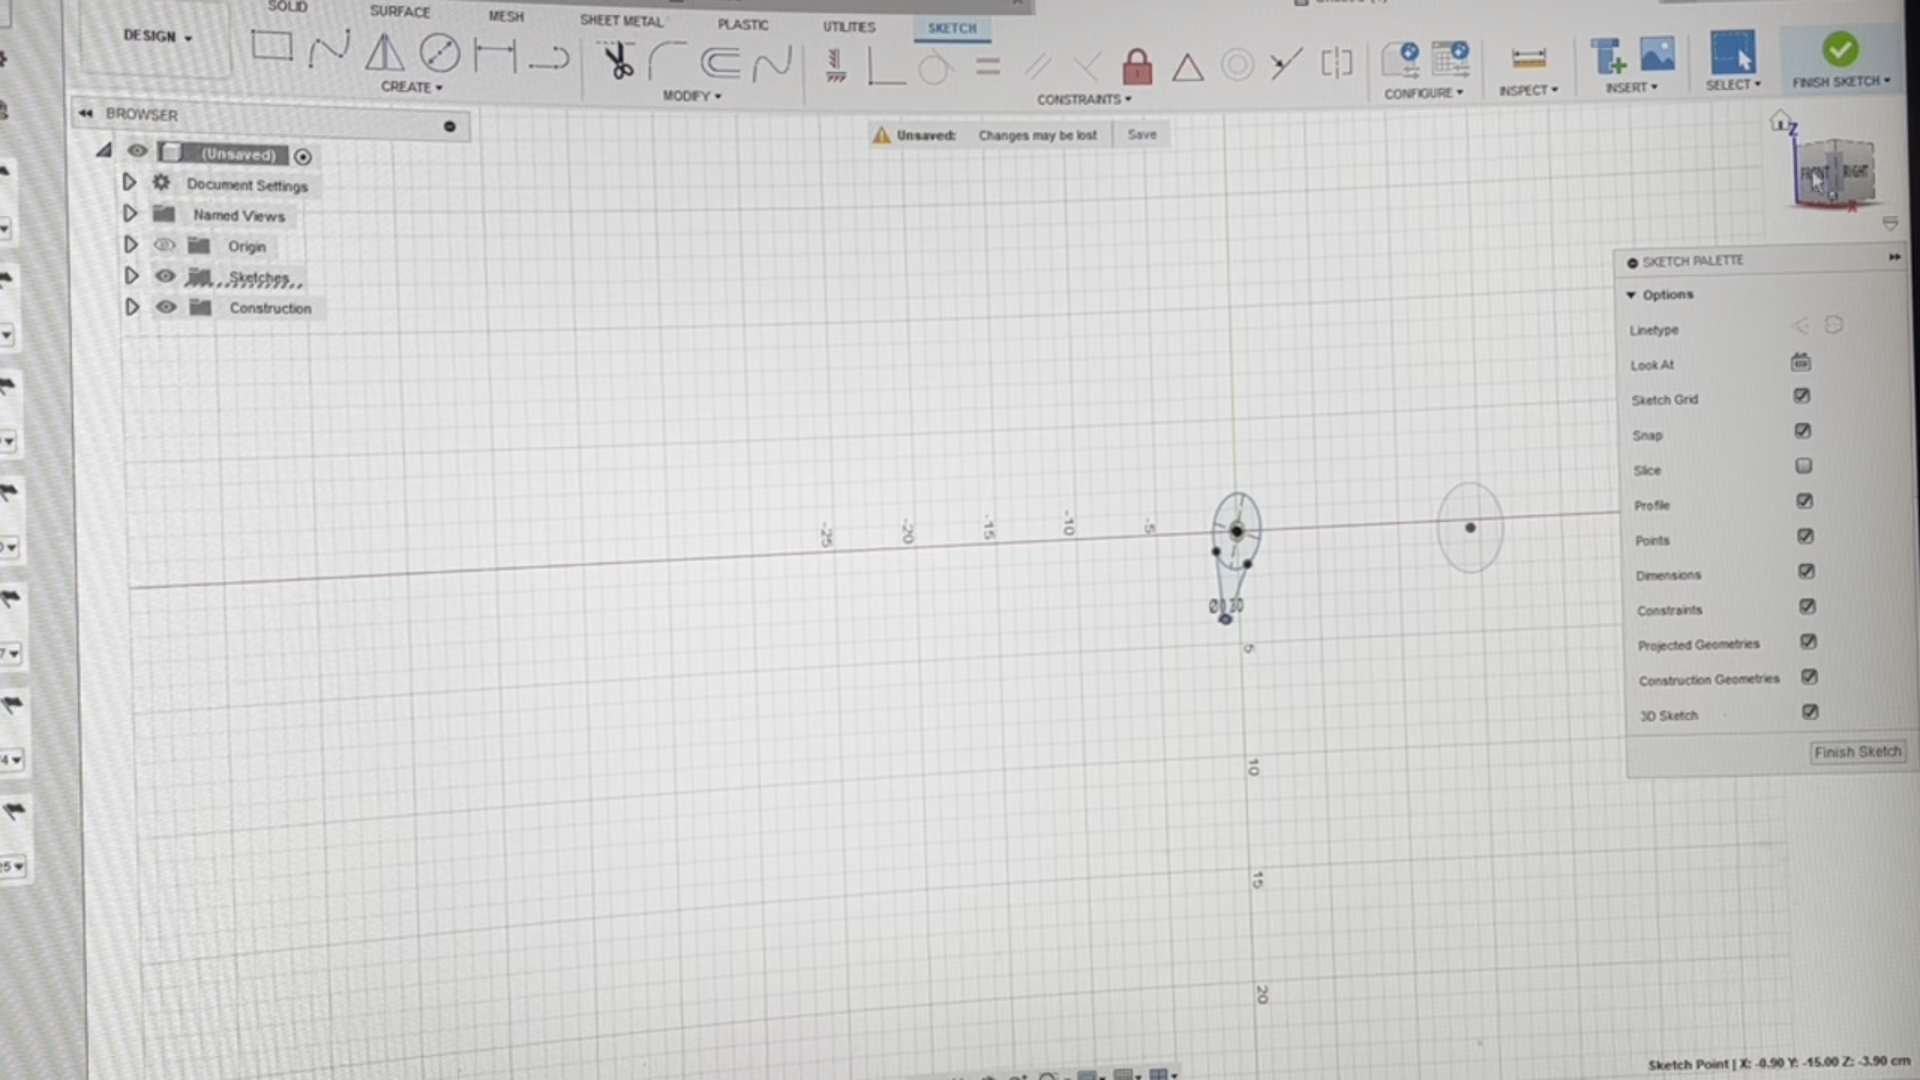 SOLID
SURFACE
MESH
SHEET METAL
PLASTIC
UTILITIES
SKETCH
DESIGN
CREATE
MODIFY
CONSTRAINTS
CONFIGURE
INSPECT
INSERT
SELECT
FINISH SKETCH
BROWSER
Unsaved: Changes may be lost Save
(Unsaved)
Document Settings
Named Views
Origin
Sketches
Construction
Z
FRONT RIGHT
X
SKETCH PALETTE
Options
Linetype
Look At
Sketch Grid
Snap
Slice
Profile
Points
Dimensions
Constraints
Projected Geometries
Construction Geometries
3D Sketch
Finish Sketch
-25
-20
-15
-10
-5
5
10
15
20
Sketch Point | X: -0.90 Y: -15.00 Z: -3.90 cm